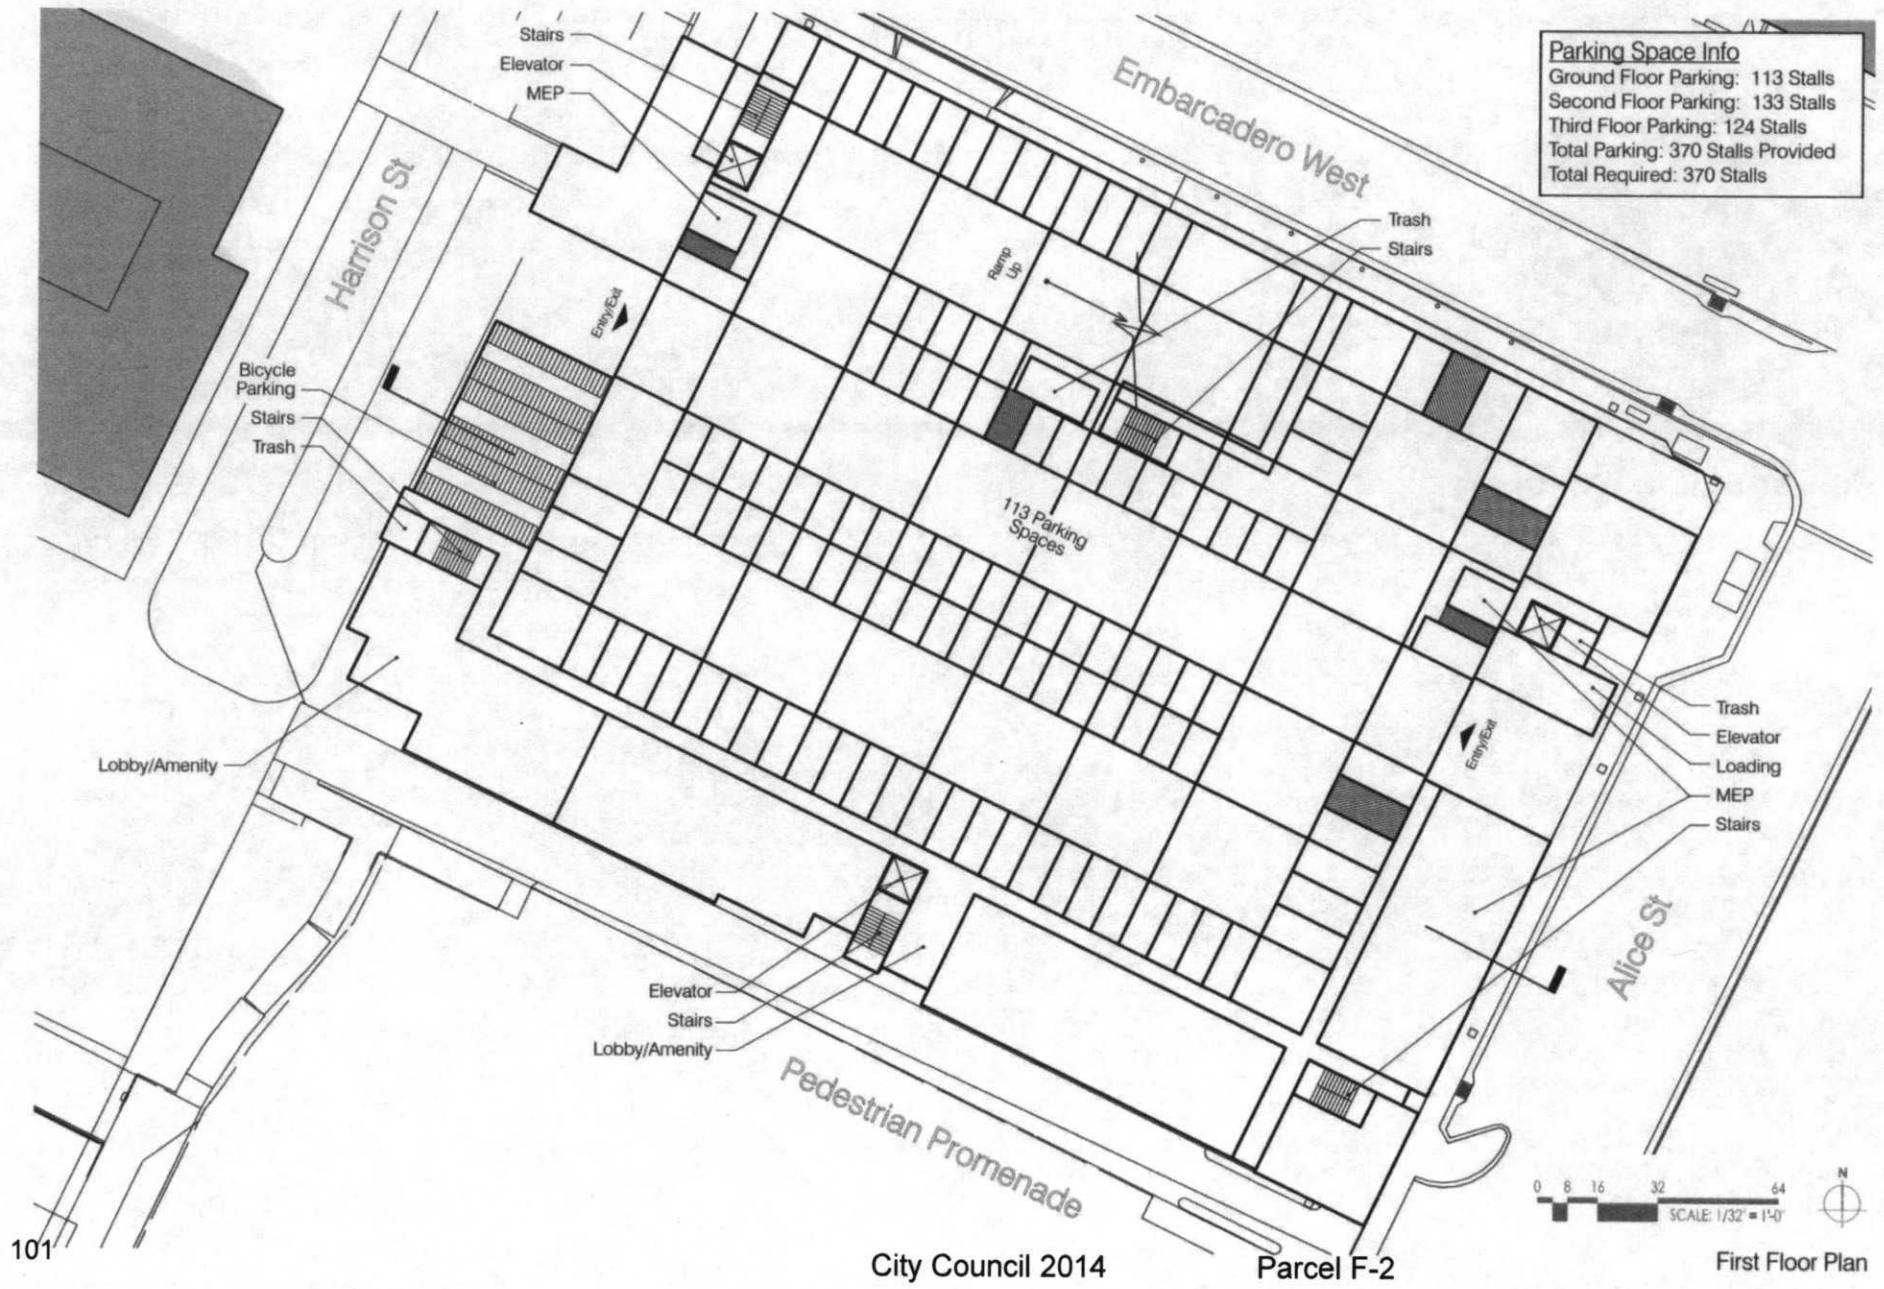 Stairs
Elevator
MEP
Embarcadero West
Parking Space Info
Ground Floor Parking: 113 Stalls
Second Floor Parking: 133 Stalls
Third Floor Parking: 124 Stalls
Total Parking: 370 Stalls Provided
Total Required: 370 Stalls
Harrison St
Trash
Stairs
Ramp
Up
Entry/Exit
Bicycle
Parking
Stairs
Trash
113 Parking
Spaces
Lobby/Amenity
Trash
Elevator
Loading
MEP
Stairs
Entry/Exit
Alice St
Elevator
Stairs
Lobby/Amenity
Pedestrian Promenade
0 8 16 32 64
SCALE: 1/32" = 1'-0"
N
101
City Council 2014
Parcel F-2
First Floor Plan